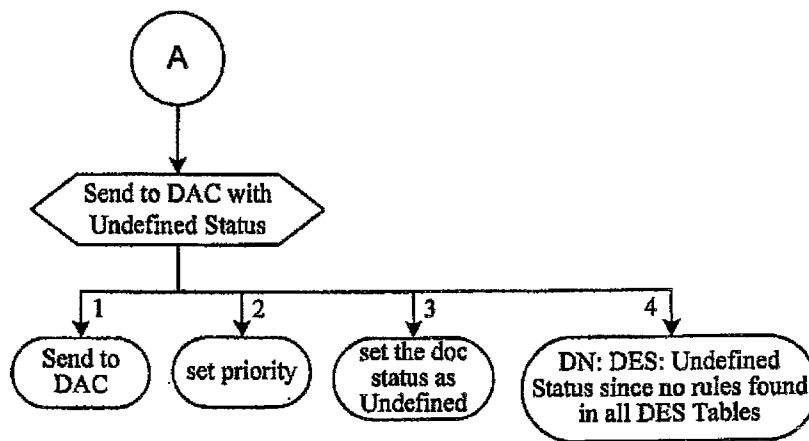 A
Send to DAC with
Undefined Status
1
2
3
4
Send to
DAC
set priority
set the doc
status as
Undefined
DN: DES: Undefined
Status since no rules found
in all DES Tables